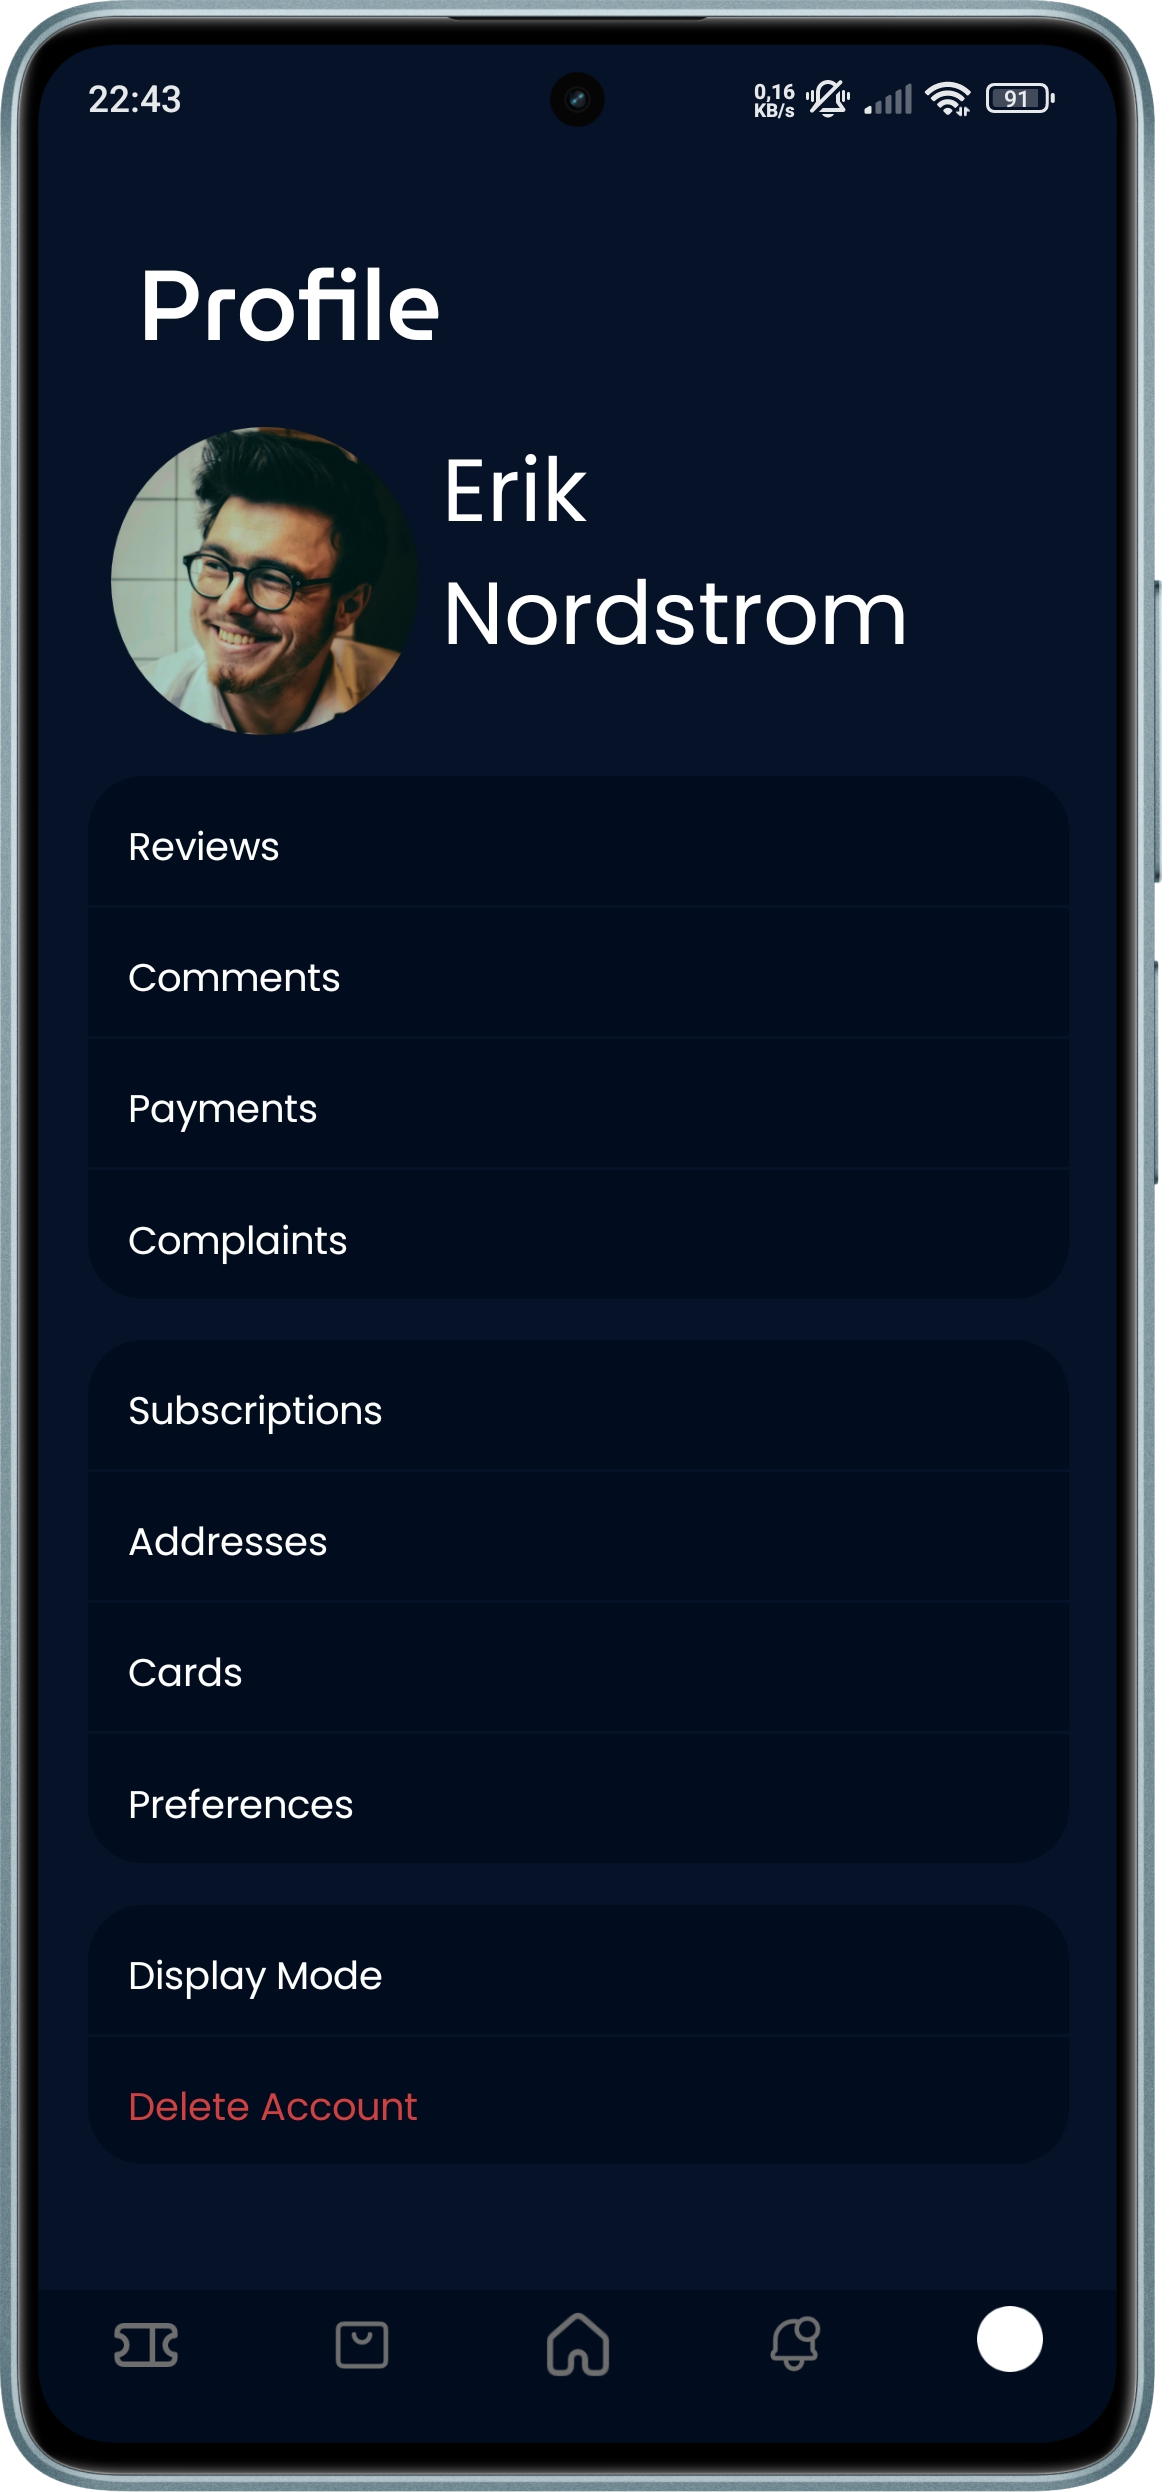 22:43
0,16
KB/s
91
Profile
Erik
Nordstrom
Reviews
Comments
Payments
Complaints
Subscriptions
Addresses
Cards
Preferences
Display Mode
Delete Account